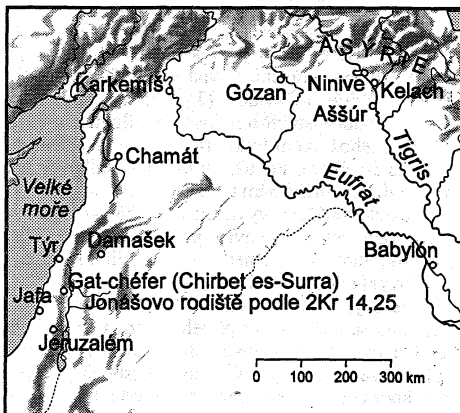 ASÝRIE
Karkemíš
Gózan
Ninive
Kelach
Aššúr
Chamát
Tigris
Eufrat
Velké
moře
Týr
Damašek
Babylón
Gat-chéfer (Chirbet es-Surra)
Jónášovo rodiště podle 2Kr 14,25
Jafa
Jeruzalém
0 100 200 300 km